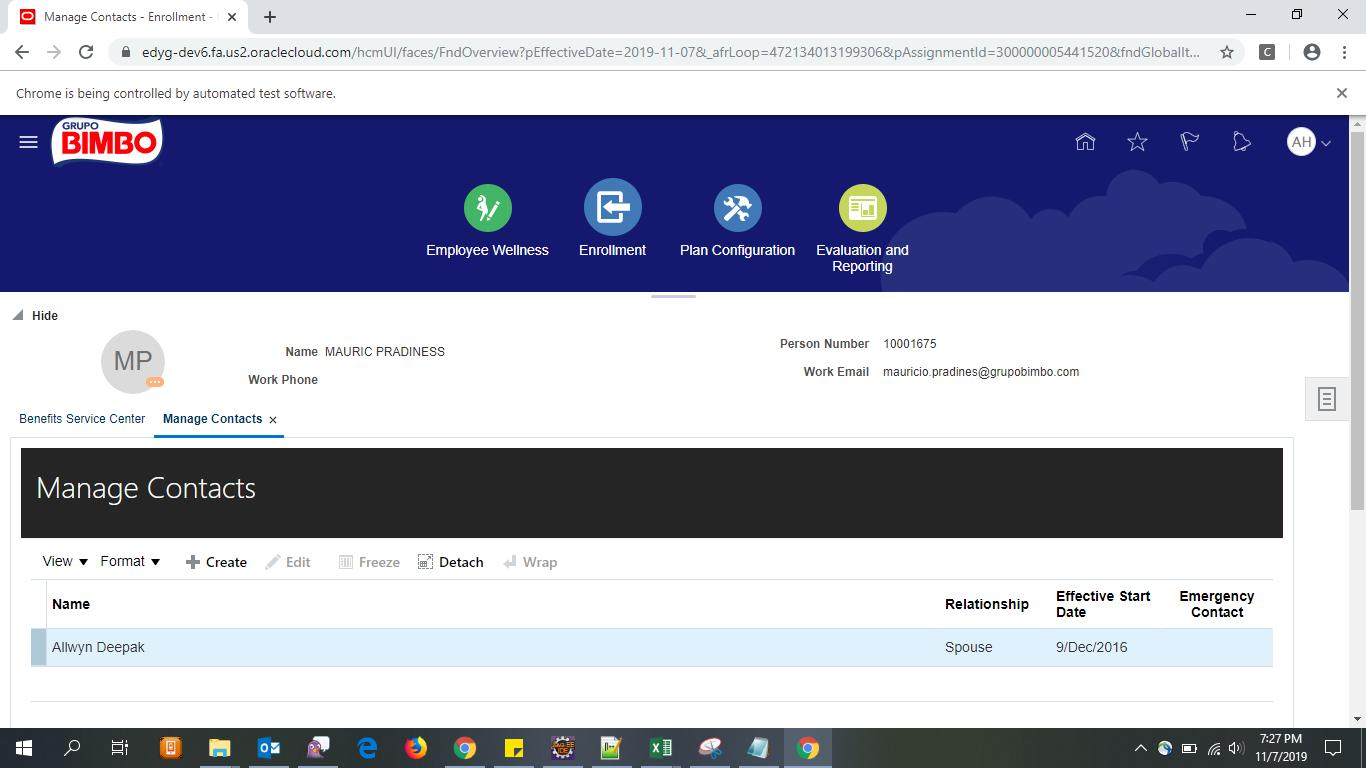 Manage Contacts - Enrollment -
edyg-dev6.fa.us2.oraclecloud.com/hcmUI/faces/FndOverview?pEffectiveDate=2019-11-07&_afrLoop=472134013199306&pAssignmentId=300000005441520&fndGlobalIt...
C
Chrome is being controlled by automated test software.
GRUPO
BIMBO
AH
Employee Wellness
Enrollment
Plan Configuration
Evaluation and
Reporting
Hide
MP
Name MAURIC PRADINESS
Work Phone
Person Number 10001675
Work Email mauricio.pradines@grupobimbo.com
Benefits Service Center
Manage Contacts
Manage Contacts
View Format Create Edit Freeze Detach Wrap
Name Relationship Effective Start Date Emergency Contact
Allwyn Deepak Spouse 9/Dec/2016
7:27 PM
11/7/2019